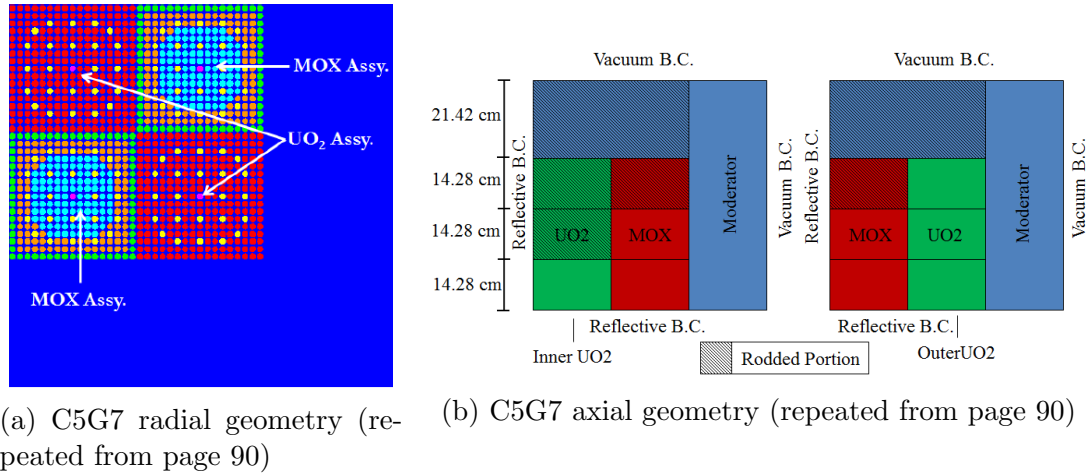 MOX Assy.
UO₂ Assy.
MOX Assy.
(a) C5G7 radial geometry (re-
peated from page 90)
Vacuum B.C.
Vacuum B.C.
21.42 cm
14.28 cm
14.28 cm
14.28 cm
Reflective B.C.
UO2
MOX
Moderator
Vacuum B.C.
Reflective B.C.
MOX
UO2
Moderator
Vacuum B.C.
Reflective B.C.
Reflective B.C.
Inner UO2
Rodded Portion
OuterUO2
(b) C5G7 axial geometry (repeated from page 90)